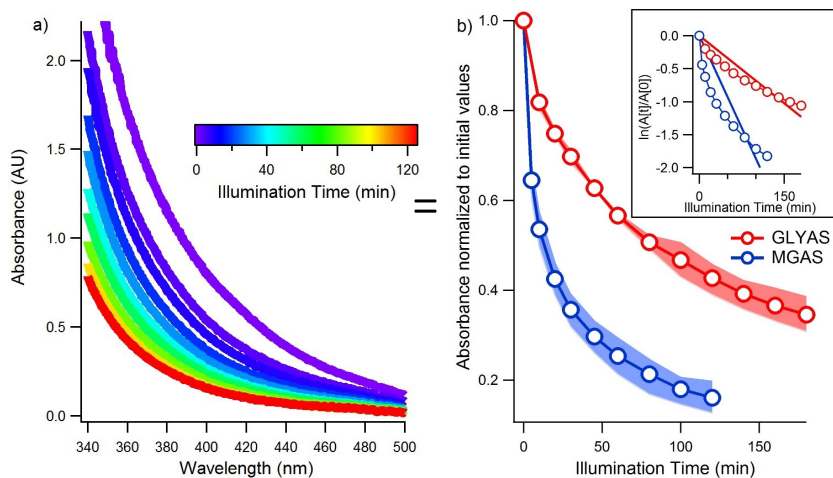 a)
Absorbance (AU)
2.0
1.5
1.0
0.5
0.0
0 40 80 120
Illumination Time (min)
340 360 380 400 420 440 460 480 500
Wavelength (nm)
=
b)
Absorbance normalized to initial values
1.0
0.8
0.6
0.4
0.2
0 50 100 150
Illumination Time (min)
ln(A[t]/A[0])
0.0
-0.5
-1.0
-1.5
-2.0
0 150
Illumination Time (min)
GLYAS
MGAS